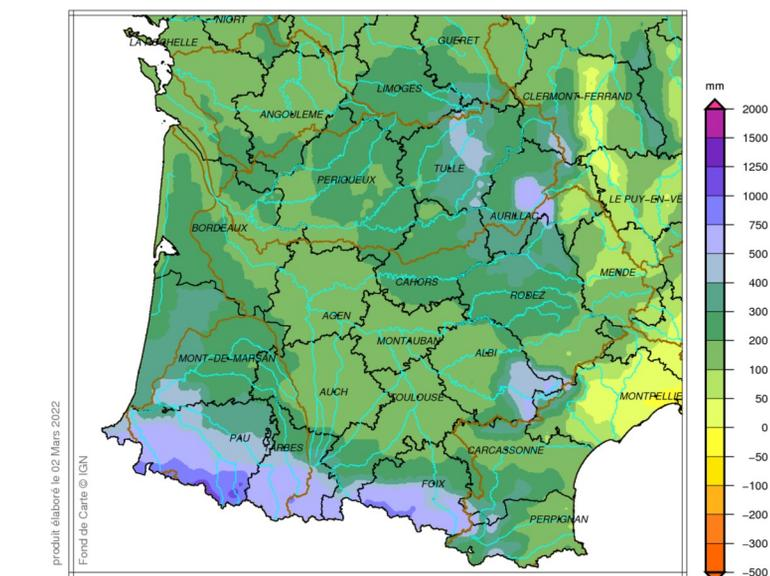 NIORT
LA ROCHELLE
GUERET
LIMOGES
CLERMONT-FERRAND
ANGOULEME
TULLE
PERIGUEUX
LE PUY-EN-VE
AURILLAC
BORDEAUX
MENDE
CAHORS
RODEZ
AGEN
MONTAUBAN
ALBI
MONT-DE-MARSAN
AUCH
TOULOUSE
MONTPELLIE
PAU
TARBES
CARCASSONNE
FOIX
PERPIGNAN
produit élaboré le 02 Mars 2022
Fond de Carte © IGN
mm
2000
1500
1250
1000
750
500
400
300
200
100
50
0
-50
-100
-200
-300
-500